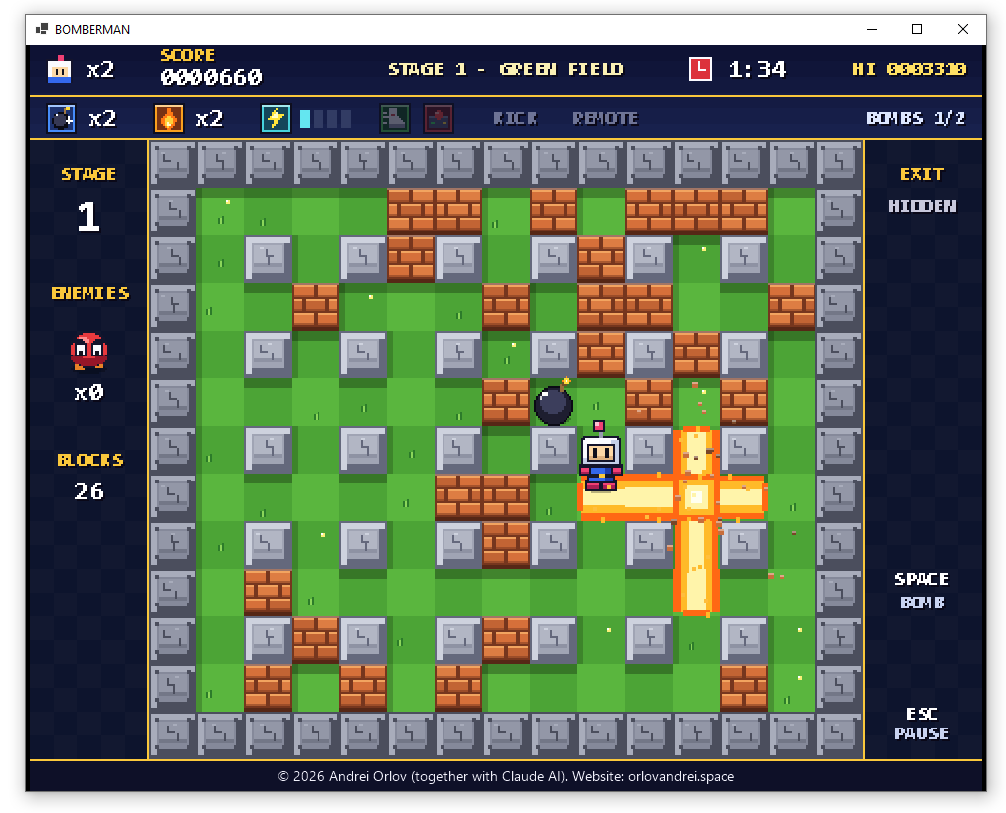 BOMBERMAN
x2
SCORE
0000660
STAGE 1 - GREEN FIELD
1:34
HI 0003310
x2
x2
KICK
REMOTE
BOMBS 1/2
STAGE
1
ENEMIES
x0
BLOCKS
26
EXIT
HIDDEN
SPACE
BOMB
ESC
PAUSE
© 2026 Andrei Orlov (together with Claude AI). Website: orlovandrei.space